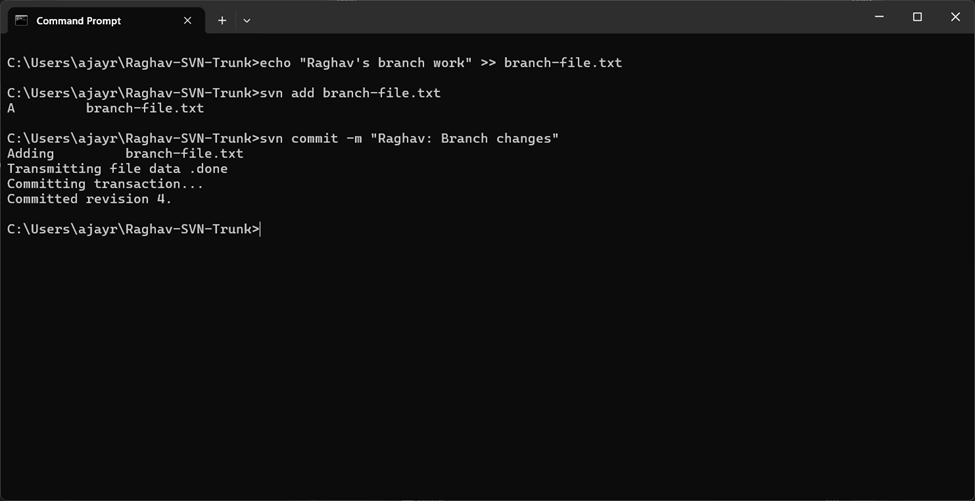 Command Prompt
C:\Users\ajayr\Raghav-SVN-Trunk>echo "Raghav's branch work" >> branch-file.txt
C:\Users\ajayr\Raghav-SVN-Trunk>svn add branch-file.txt
A         branch-file.txt
C:\Users\ajayr\Raghav-SVN-Trunk>svn commit -m "Raghav: Branch changes"
Adding         branch-file.txt
Transmitting file data .done
Committing transaction...
Committed revision 4.
C:\Users\ajayr\Raghav-SVN-Trunk>